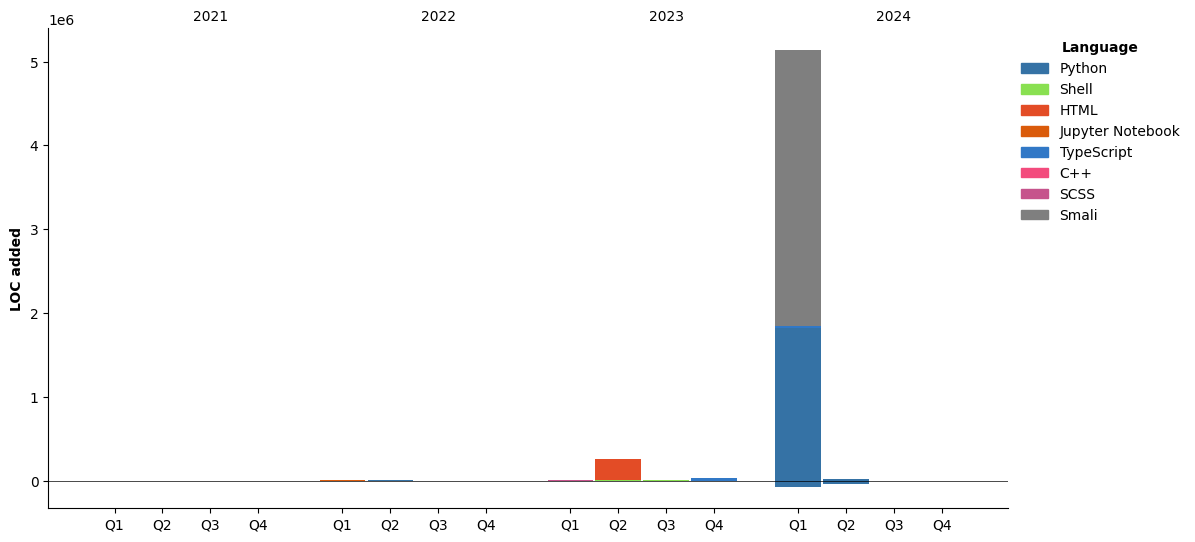 1e6
2021
2022
2023
2024
LOC added
5
4
3
2
1
0
Q1
Q2
Q3
Q4
Q1
Q2
Q3
Q4
Q1
Q2
Q3
Q4
Q1
Q2
Q3
Q4
Language
Python
Shell
HTML
Jupyter Notebook
TypeScript
C++
SCSS
Smali